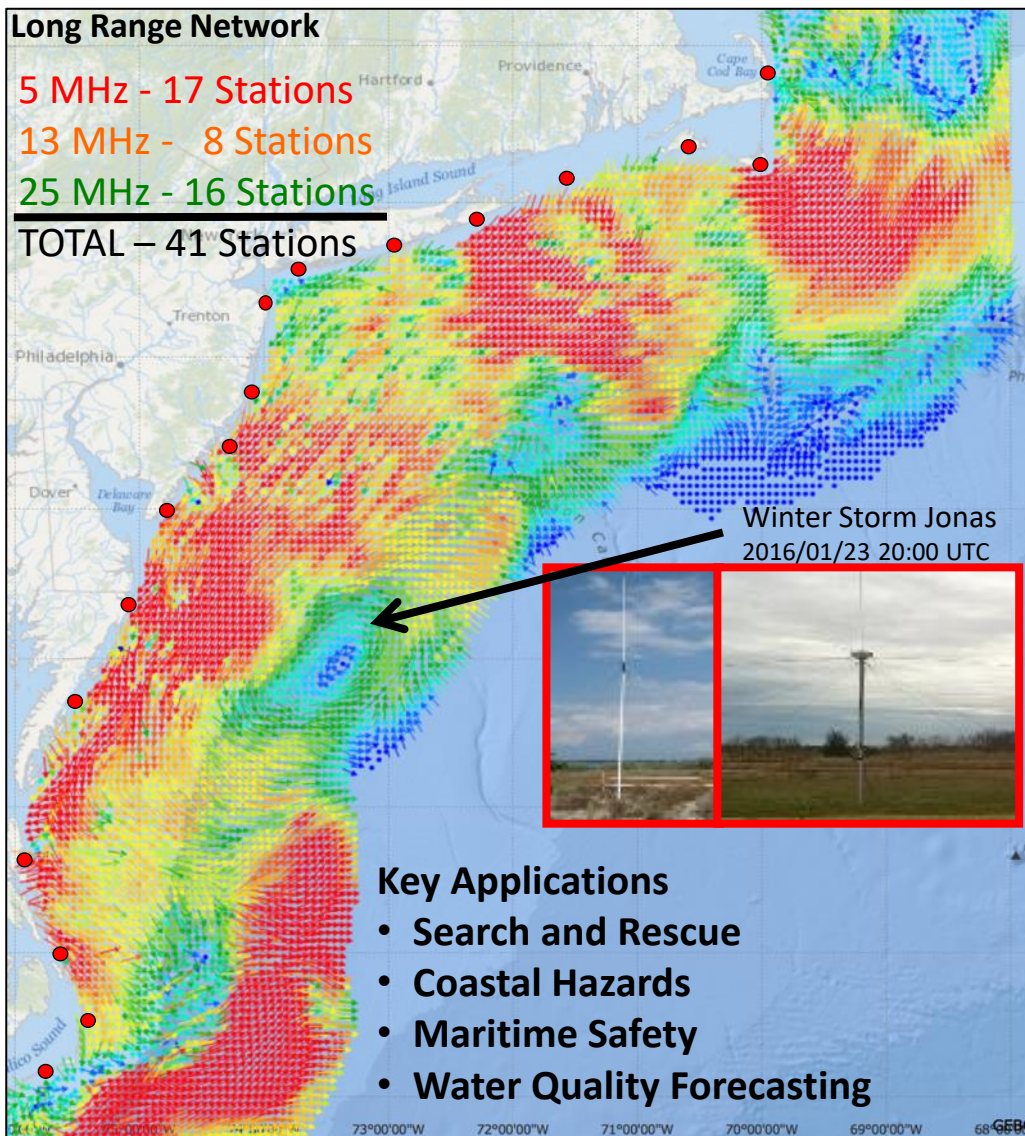 Long Range Network
5 MHz - 17 Stations
13 MHz - 8 Stations
25 MHz - 16 Stations
TOTAL – 41 Stations
Hartford
Providence
Cape
Cod Bay
Island Sound
Trenton
Philadelphia
Dover
Delaware
Bay
Winter Storm Jonas
2016/01/23 20:00 UTC
Key Applications
• Search and Rescue
• Coastal Hazards
• Maritime Safety
• Water Quality Forecasting
Sound
73°00'00"W
72°00'00"W
71°00'00"W
70°00'00"W
69°00'00"W